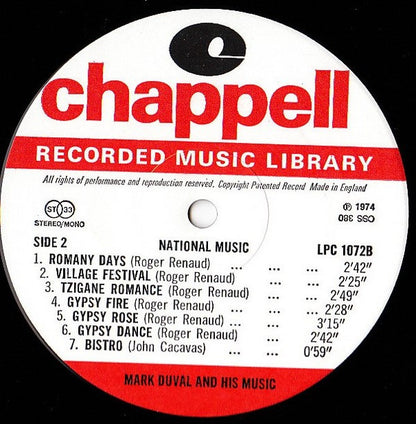 chappell
RECORDED MUSIC LIBRARY
All rights of performance and reproduction reserved. Copyright Patented Record Made in England
ST 33
STEREO/MONO
℗ 1974
OSS 380
SIDE 2 NATIONAL MUSIC LPC 1072B
1. ROMANY DAYS (Roger Renaud) ... ... 2'42"
2. VILLAGE FESTIVAL (Roger Renaud) ... ... 2'25"
3. TZIGANE ROMANCE (Roger Renaud) ... ... 2'49"
4. GYPSY FIRE (Roger Renaud) ... ... ... 2'28"
5. GYPSY ROSE (Roger Renaud) ... ... ... 3'15"
6. GYPSY DANCE (Roger Renaud) ... ... 2'42"
7. BISTRO (John Cacavas) ... ... ... 0'59"
MARK DUVAL AND HIS MUSIC